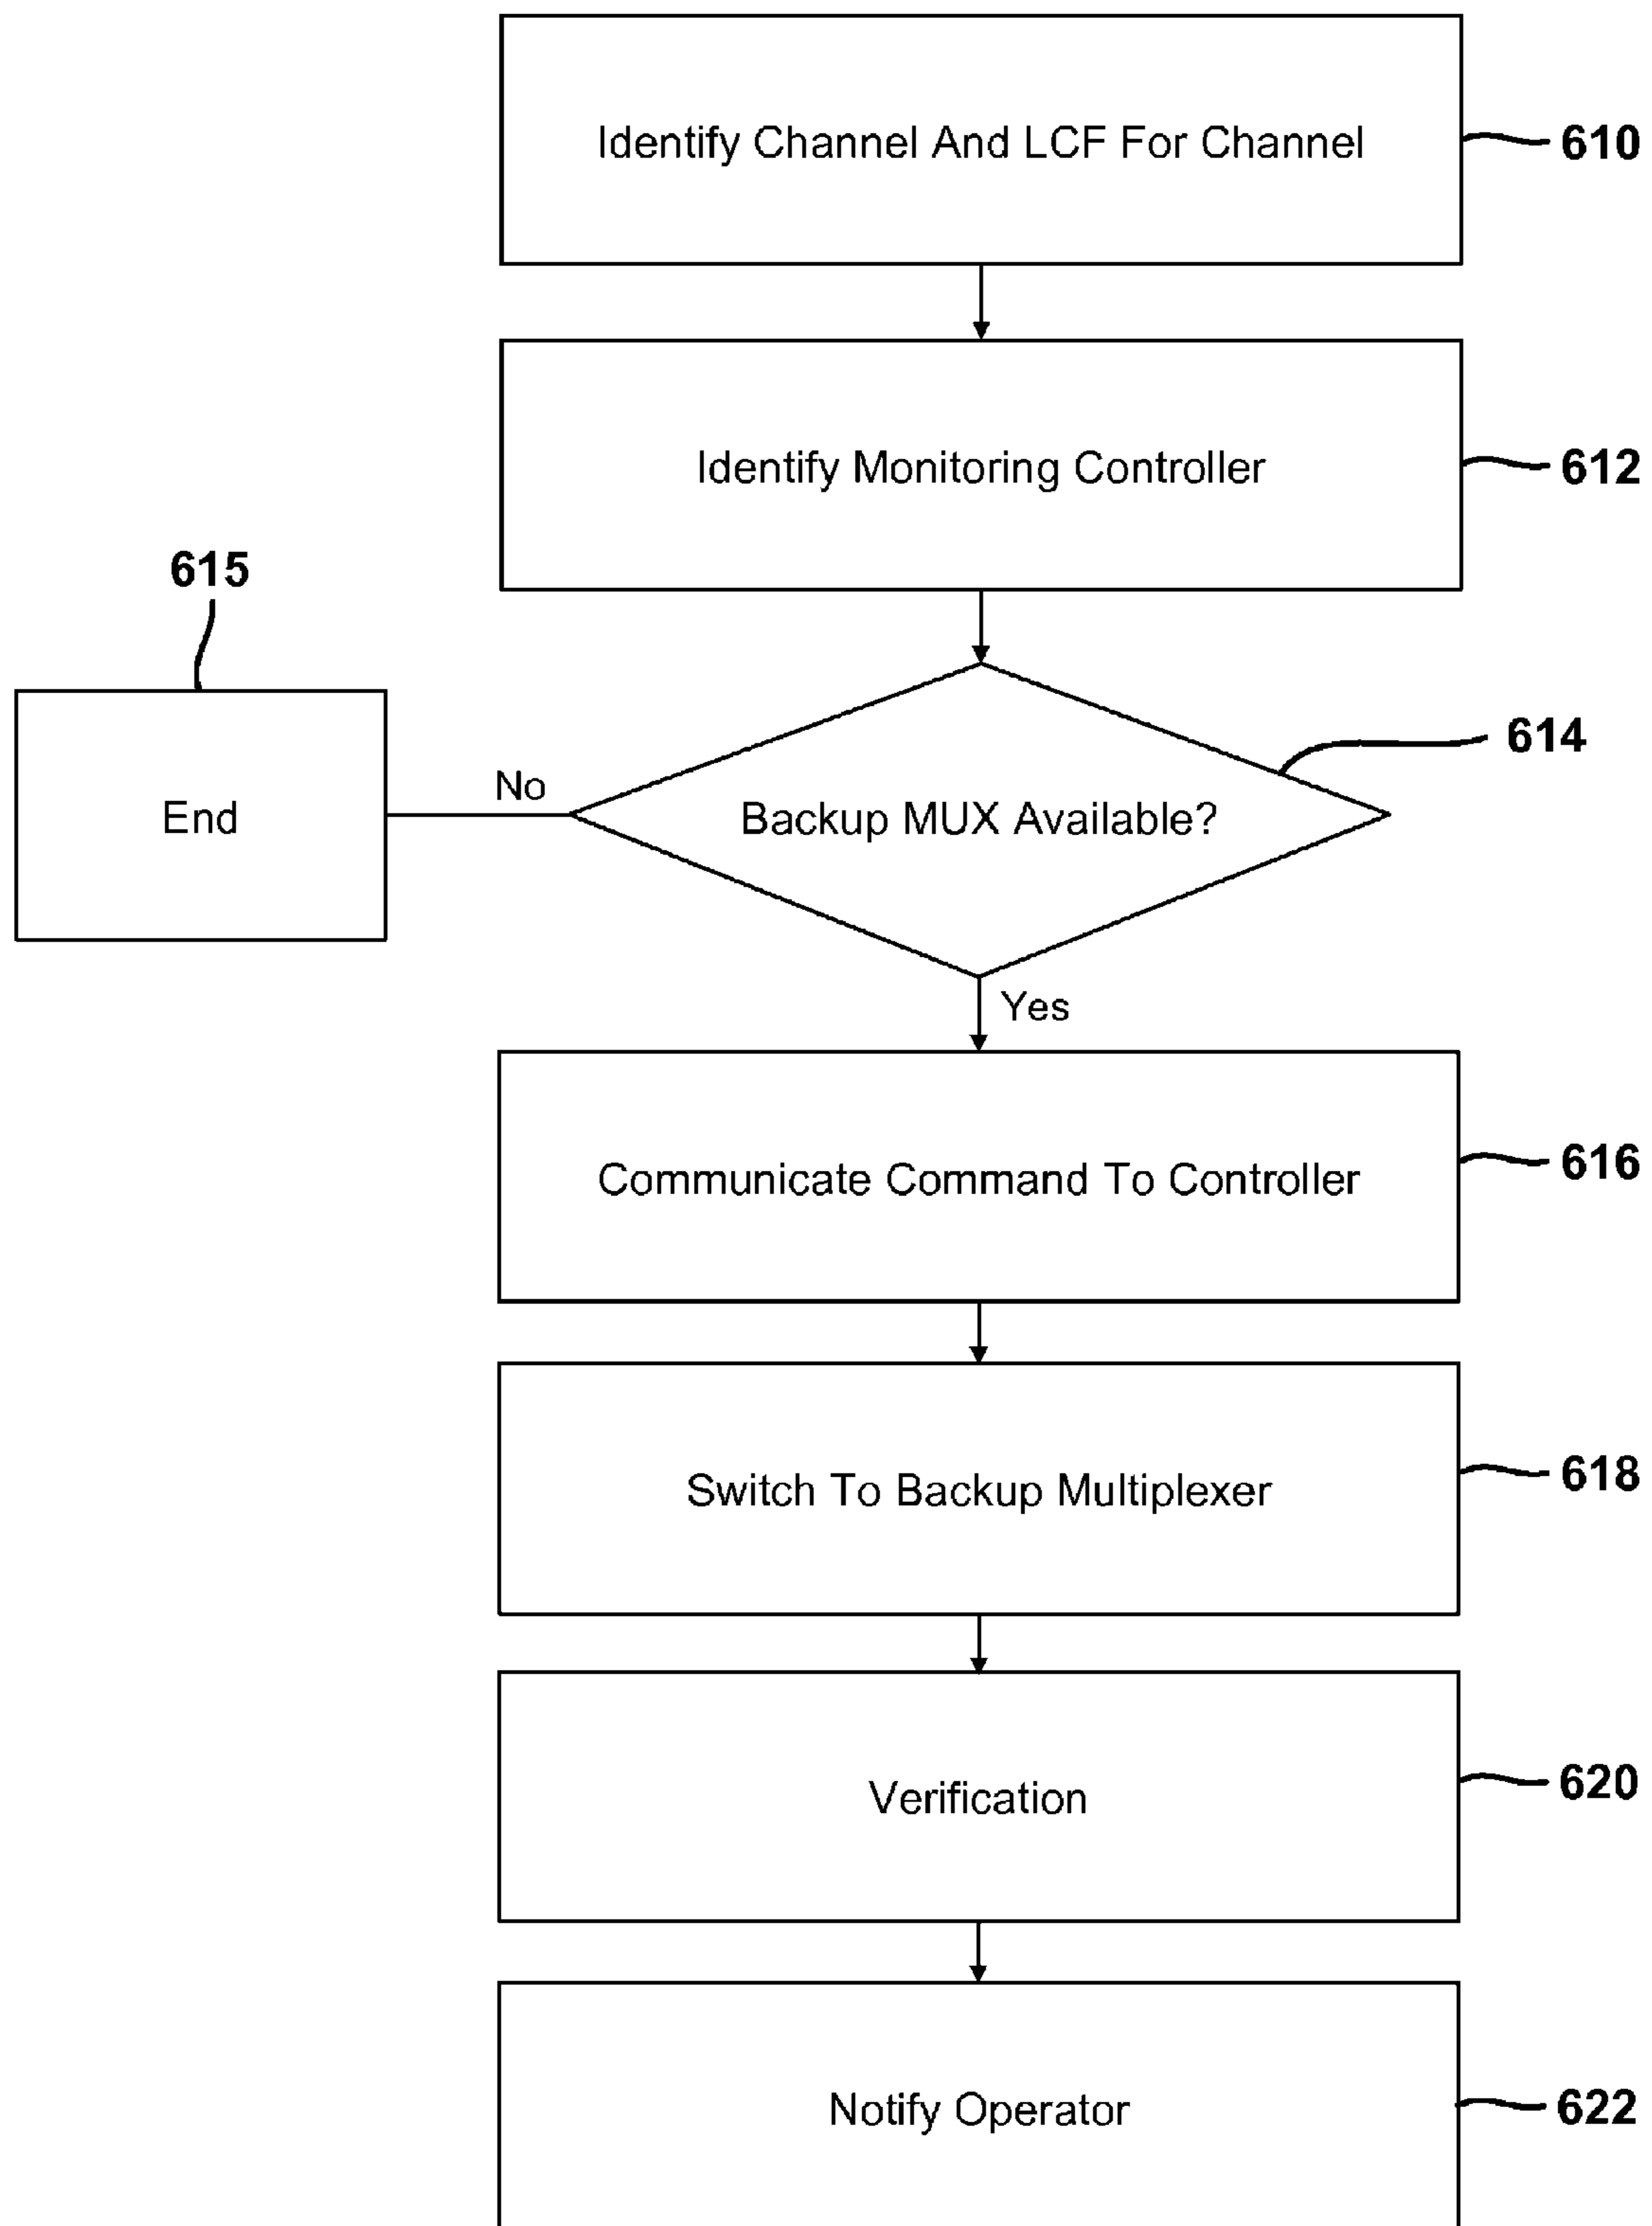 Identify Channel And LCF For Channel
610
Identify Monitoring Controller
612
615
614
End
No
Backup MUX Available?
Yes
Communicate Command To Controller
616
Switch To Backup Multiplexer
618
Verification
620
Notify Operator
622